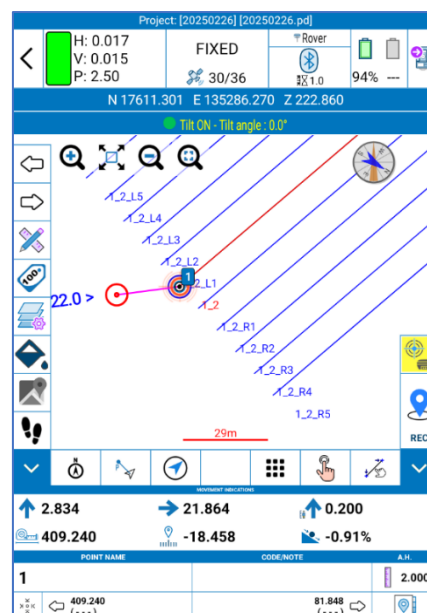 Project: [20250226] [20250226.pd]
H: 0.017
V: 0.015
P: 2.50
FIXED
30/36
Rover
1.0
94%
---
N 17611.301 E 135286.270 Z 222.860
Tilt ON - Tilt angle : 0.0°
1_2_L5
1_2_L4
1_2_L3
1_2_L2
1
2_L1
22.0 >
1_2
1_2_R1
1_2_R2
1_2_R3
1_2_R4
1_2_R5
100.
29m
REC
N
MOVEMENT INDICATIONS
2.834
21.864
0.200
409.240
-18.458
-0.91%
POINT NAME
CODE/NOTE
A.H.
1
2.000
409.240
(---)
81.848
(---)